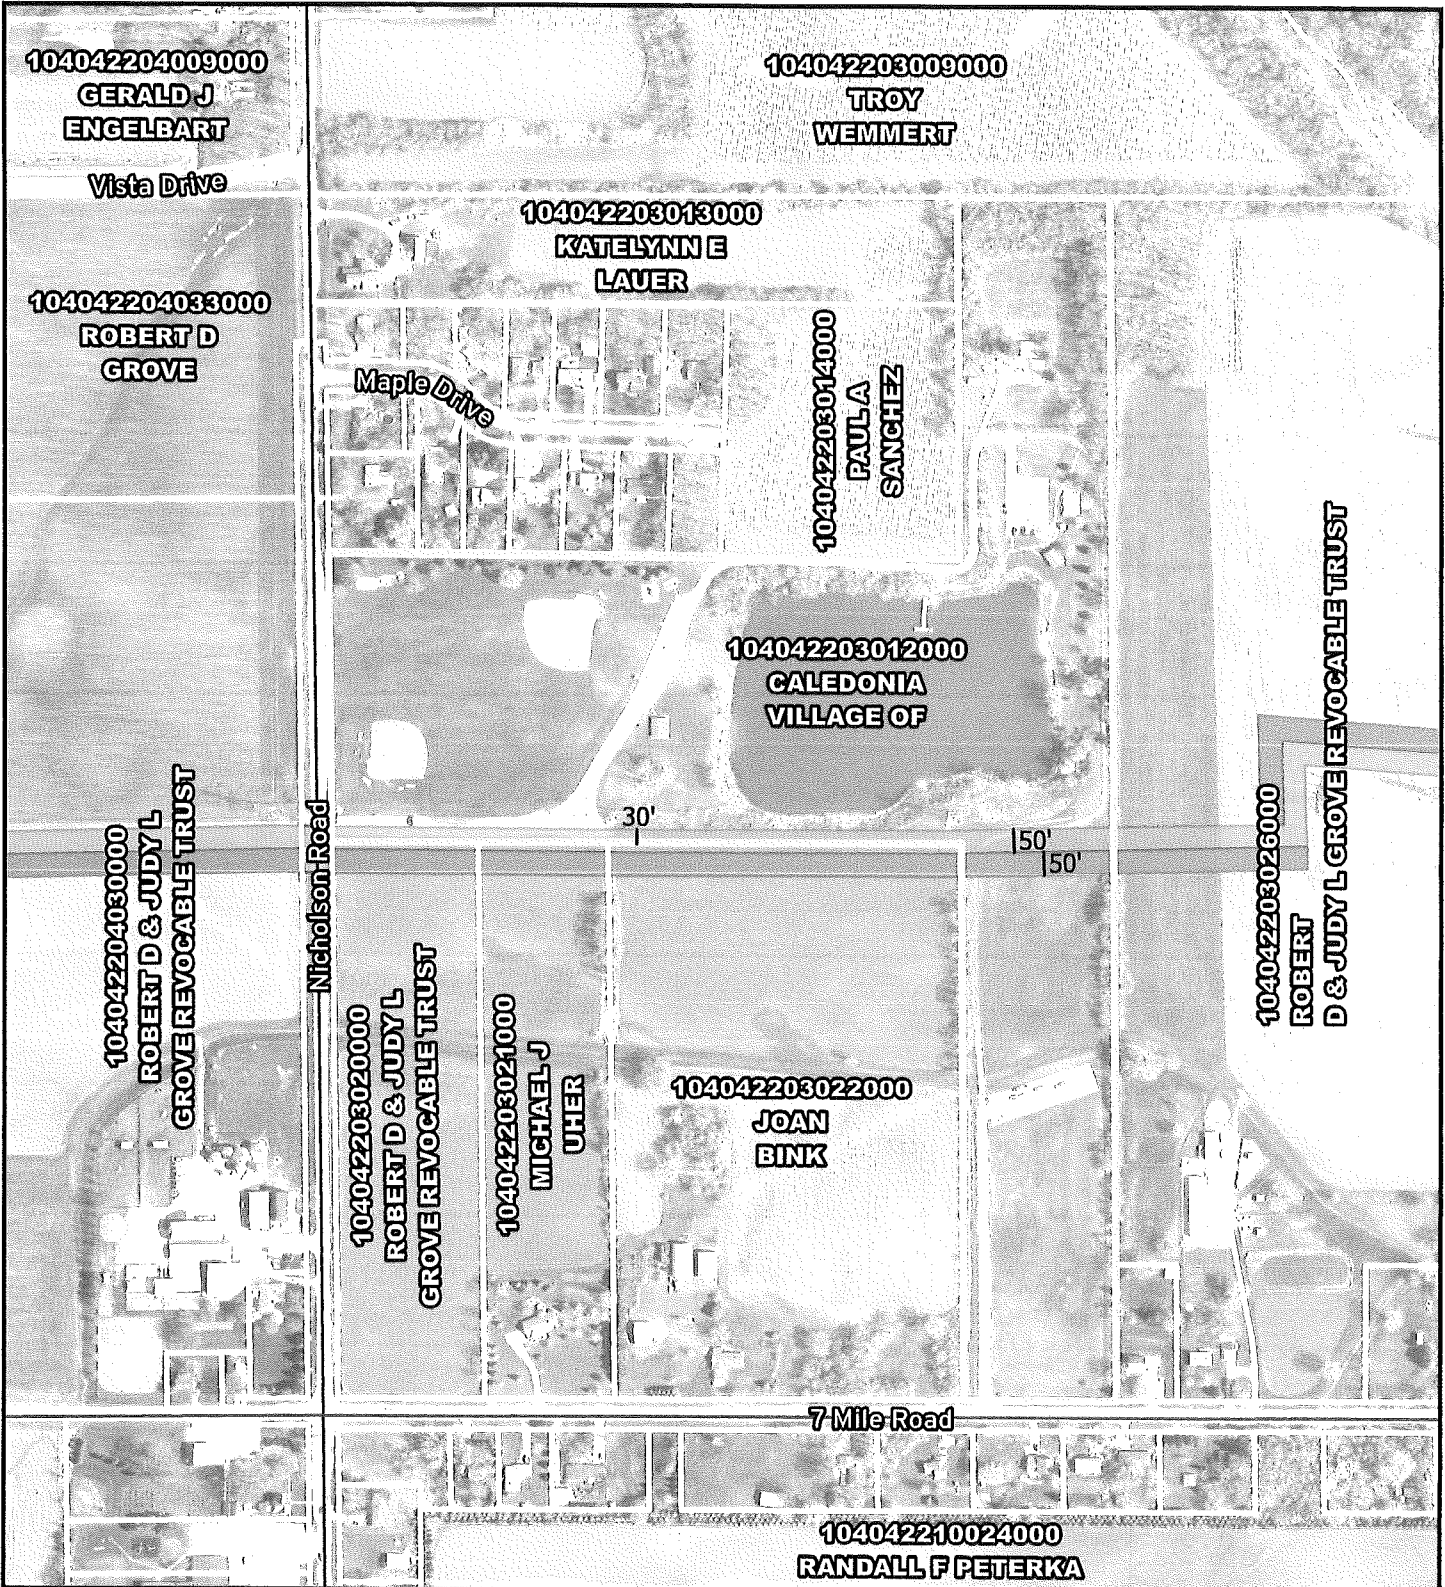 104042204009000
GERALD J
ENGELBART
104042203009000
TROY
WEMMERT
Vista Drive
104042203013000
KATELYNN E
LAUER
104042204033000
ROBERT D
GROVE
Maple Drive
104042203014000
PAUL A
SANCHEZ
104042203012000
CALEDONIA
VILLAGE OF
30'
50'
50'
104042203026000
ROBERT
D & JUDY L GROVE REVOCABLE TRUST
104042204030000
ROBERT D & JUDY L
GROVE REVOCABLE TRUST
Nicholson Road
104042203020000
ROBERT D & JUDY L
GROVE REVOCABLE TRUST
104042203021000
MICHAEL J
UHER
104042203022000
JOAN
BINK
7 Mile Road
104042210024000
RANDALL F PETERKA